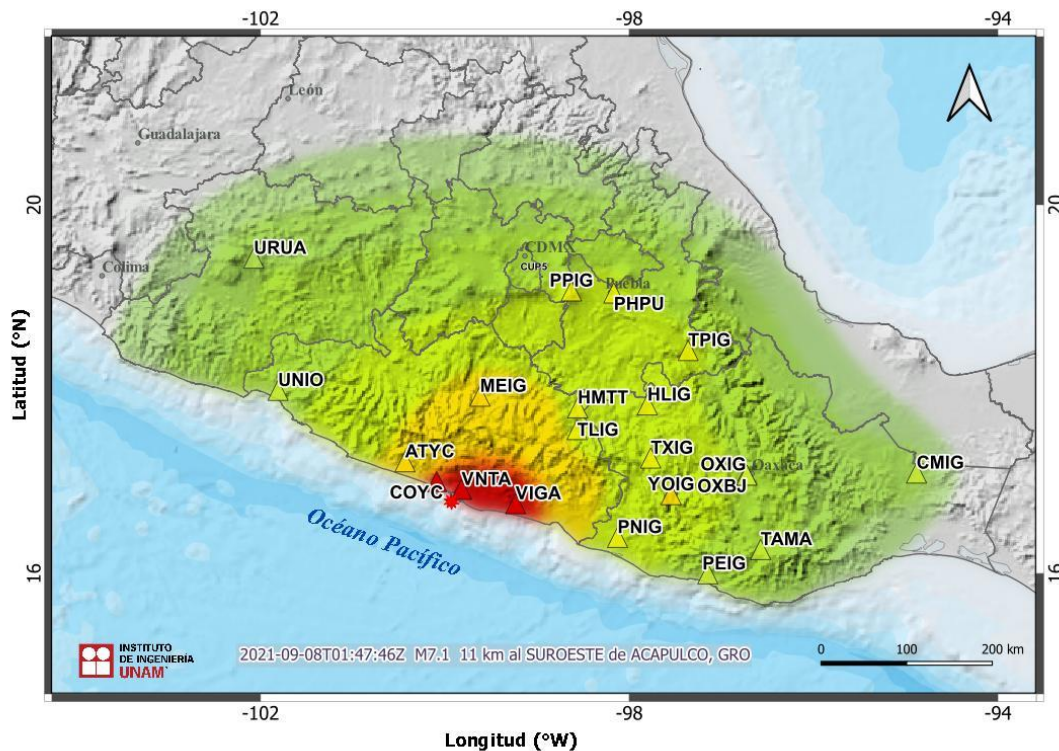 -102
-98
-94
León
Guadalajara
20
20
CDMX
URUA
CUP5
Colima
PPIG
Puebla
PHPU
TPIG
Latitud (°N)
UNIO
MEIG
HMTT
HLIG
TLIG
ATYC
TXIG
OXIG
Oaxaca
CMIG
COYC
VNTA
VIGA
YOIG
OXBJ
Océano Pacífico
PNIG
TAMA
PEIG
16
16
INSTITUTO
DE INGENIERÍA
UNAM
2021-09-08T01:47:46Z M7.1 11 km al SUROESTE de ACAPULCO, GRO
0 100 200 km
-102
-98
-94
Longitud (°W)